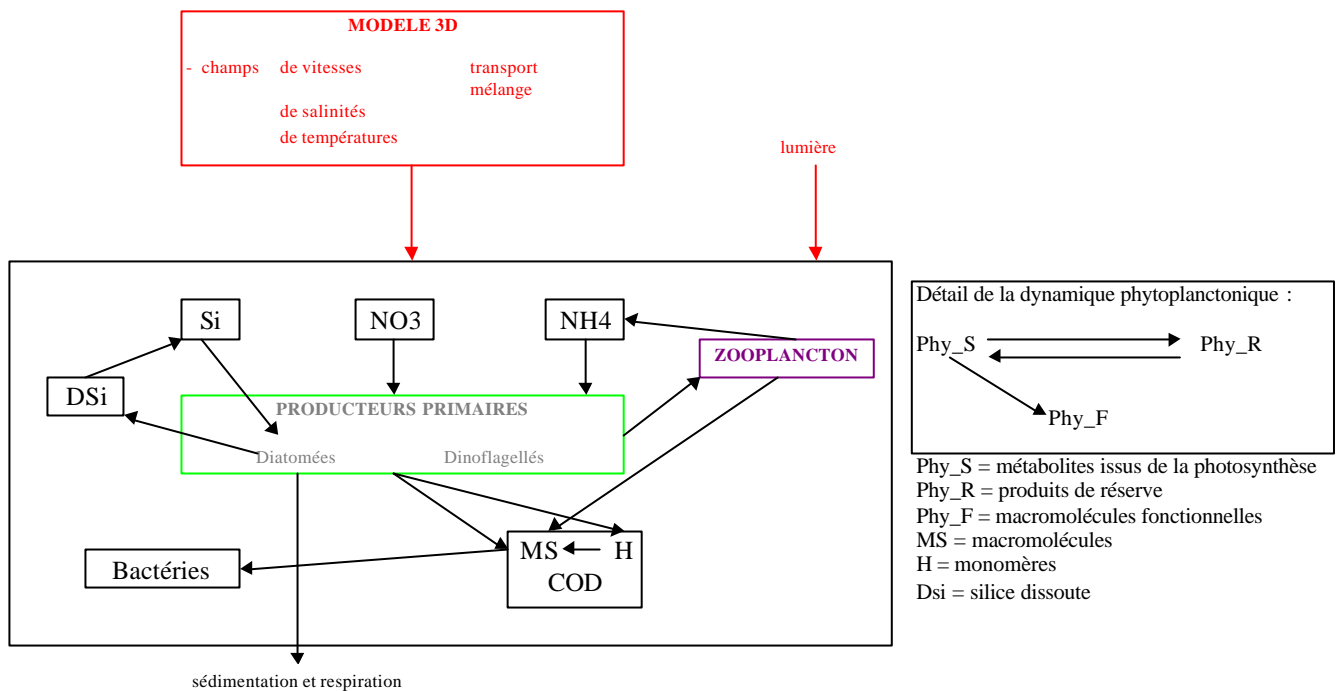 MODELE 3D
- champs de vitesses transport
mélange
de salinités
de températures
lumière
Si NO3 NH4
ZOOPLANCTON
DSi
PRODUCTEURS PRIMAIRES
Diatomées Dinoflagellés
Bactéries
MS H
COD
sédimentation et respiration
Détail de la dynamique phytoplanctonique :
Phy_S Phy_R
Phy_F
Phy_S = métabolites issus de la photosynthèse
Phy_R = produits de réserve
Phy_F = macromolécules fonctionnelles
MS = macromolécules
H = monomères
Dsi = silice dissoute